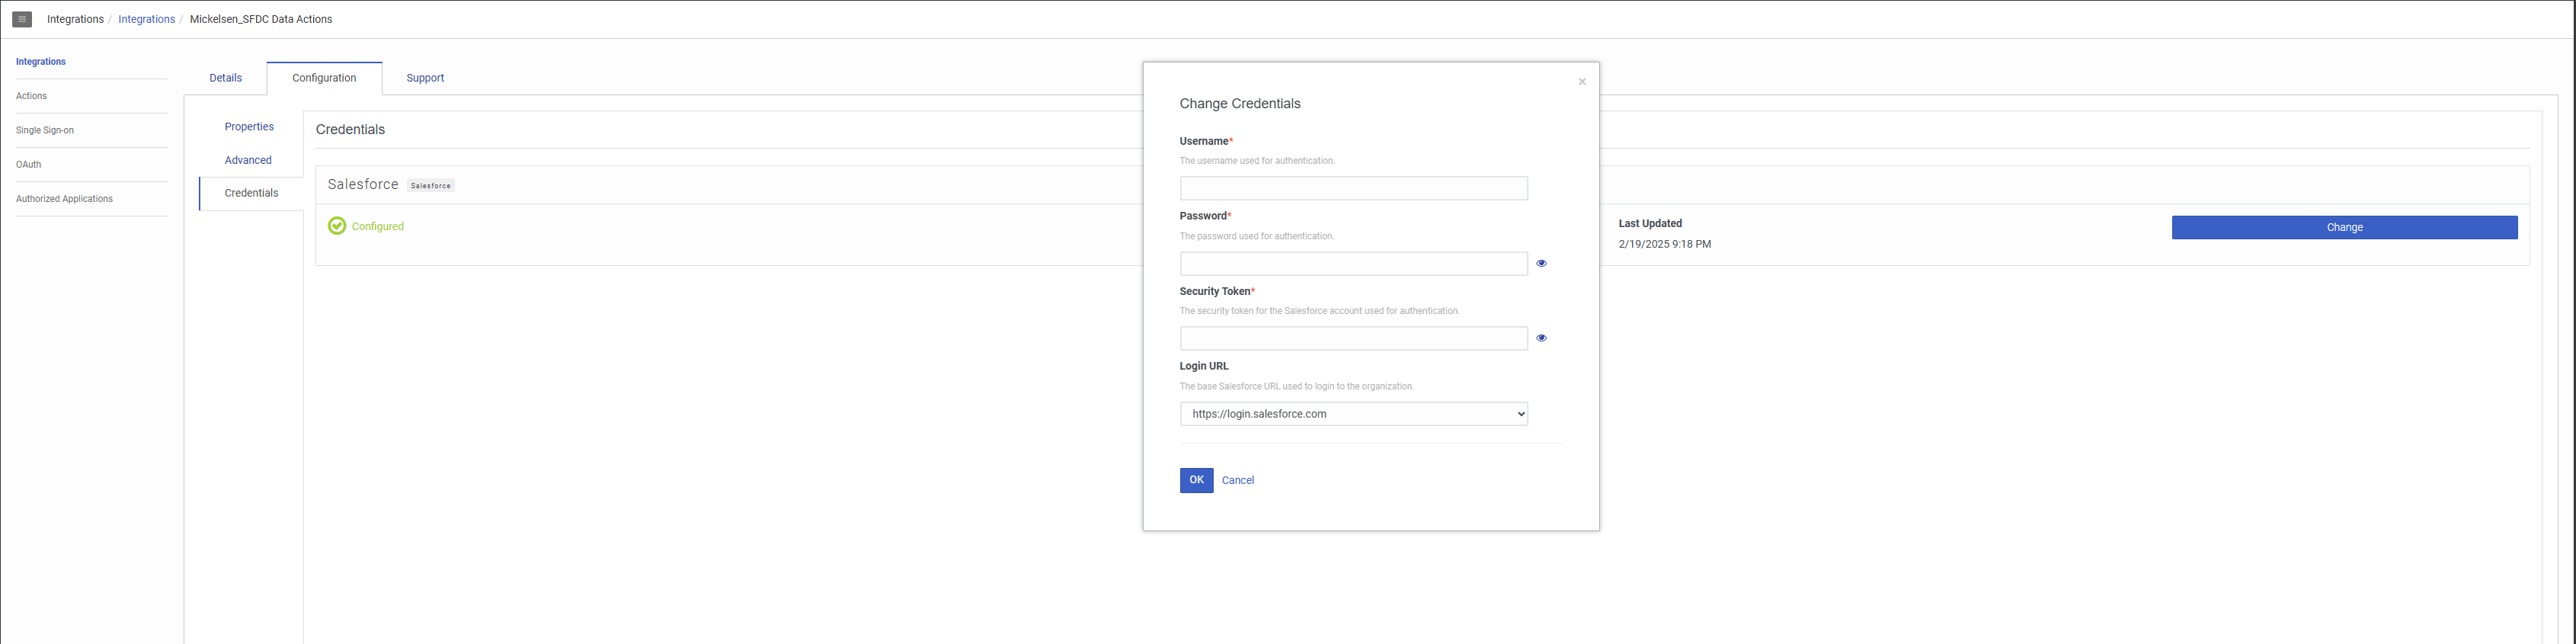 Integrations / Integrations / Mickelsen_SFDC Data Actions
Integrations
Actions
Single Sign-on
OAuth
Authorized Applications
Details
Configuration
Support
Properties
Advanced
Credentials
Credentials
Salesforce Salesforce
Configured
Last Updated
2/19/2025 9:18 PM
Change
×
Change Credentials
Username*
The username used for authentication.
Password*
The password used for authentication.
Security Token*
The security token for the Salesforce account used for authentication.
Login URL
The base Salesforce URL used to login to the organization.
https://login.salesforce.com
OK
Cancel